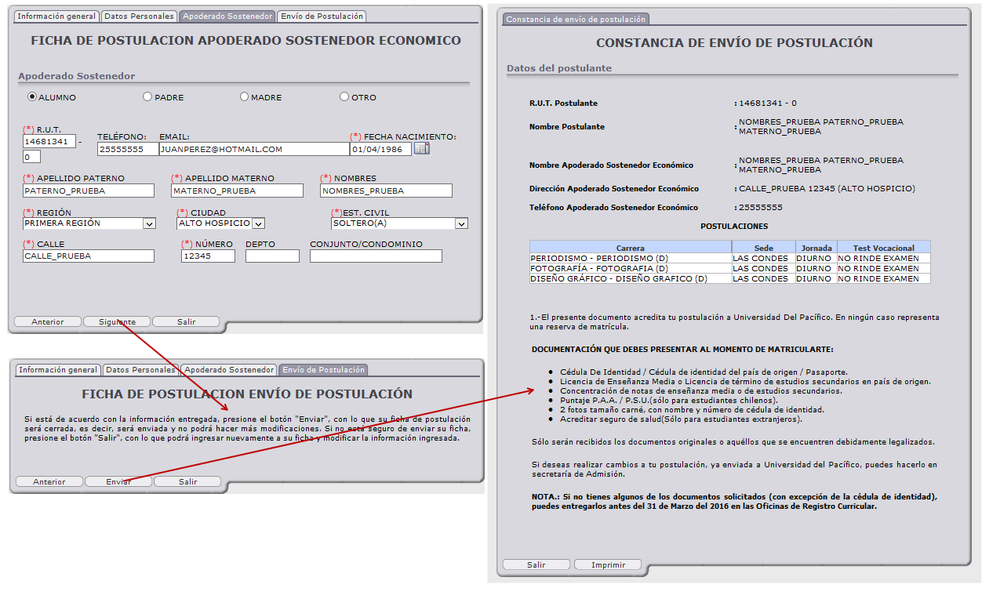 Información general Datos Personales Apoderado Sostenedor Envío de Postulación
FICHA DE POSTULACION APODERADO SOSTENEDOR ECONOMICO
Apoderado Sostenedor
ALUMNO PADRE MADRE OTRO
(*) R.U.T. TELÉFONO: EMAIL: (*) FECHA NACIMIENTO:
14681341 - 25555555 JUANPEREZ@HOTMAIL.COM 01/04/1986
0
(*) APELLIDO PATERNO (*) APELLIDO MATERNO (*) NOMBRES
PATERNO_PRUEBA MATERNO_PRUEBA NOMBRES_PRUEBA
(*) REGIÓN (*) CIUDAD (*)EST. CIVIL
PRIMERA REGIÓN ALTO HOSPICIO SOLTERO(A)
(*) CALLE (*) NÚMERO DEPTO CONJUNTO/CONDOMINIO
CALLE_PRUEBA 12345
Anterior Siguiente Salir
Información general Datos Personales Apoderado Sostenedor Envío de Postulación
FICHA DE POSTULACION ENVÍO DE POSTULACIÓN
Si está de acuerdo con la información entregada, presione el botón "Enviar", con lo que su ficha de postulación
será cerrada, es decir, será enviada y no podrá hacer más modificaciones. Si no está seguro de enviar su ficha,
presione el botón "Salir", con lo que podrá ingresar nuevamente a su ficha y modificar la información ingresada.
Anterior Enviar Salir
Constancia de envío de postulación
CONSTANCIA DE ENVÍO DE POSTULACIÓN
Datos del postulante
R.U.T. Postulante : 14681341 - 0
Nombre Postulante : NOMBRES_PRUEBA PATERNO_PRUEBA
MATERNO_PRUEBA
Nombre Apoderado Sostenedor Económico : NOMBRES_PRUEBA PATERNO_PRUEBA
MATERNO_PRUEBA
Dirección Apoderado Sostenedor Económico : CALLE_PRUEBA 12345 (ALTO HOSPICIO)
Teléfono Apoderado Sostenedor Económico : 25555555
POSTULACIONES
Carrera Sede Jornada Test Vocacional
PERIODISMO - PERIODISMO (D) LAS CONDES DIURNO NO RINDE EXAMEN
FOTOGRAFÍA - FOTOGRAFIA (D) LAS CONDES DIURNO NO RINDE EXAMEN
DISEÑO GRÁFICO - DISEÑO GRAFICO (D) LAS CONDES DIURNO NO RINDE EXAMEN
1.-El presente documento acredita tu postulación a Universidad Del Pacífico. En ningún caso representa
una reserva de matrícula.
DOCUMENTACIÓN QUE DEBES PRESENTAR AL MOMENTO DE MATRICULARTE:
● Cédula De Identidad / Cédula de identidad del país de origen / Pasaporte.
● Licencia de Enseñanza Media o Licencia de término de estudios secundarios en país de origen.
● Concentración de notas de enseñanza media o de estudios secundarios.
● Puntaje P.A.A. / P.S.U.(sólo para estudiantes chilenos).
● 2 fotos tamaño carné, con nombre y número de cédula de identidad.
● Acreditar seguro de salud(Sólo para estudiantes extranjeros).
Sólo serán recibidos los documentos originales o aquéllos que se encuentren debidamente legalizados.
Si deseas realizar cambios a tu postulación, ya enviada a Universidad del Pacífico, puedes hacerlo en
secretaría de Admisión.
NOTA.: Si no tienes algunos de los documentos solicitados (con excepción de la cédula de identidad),
puedes entregarlos antes del 31 de Marzo del 2016 en las Oficinas de Registro Curricular.
Salir Imprimir